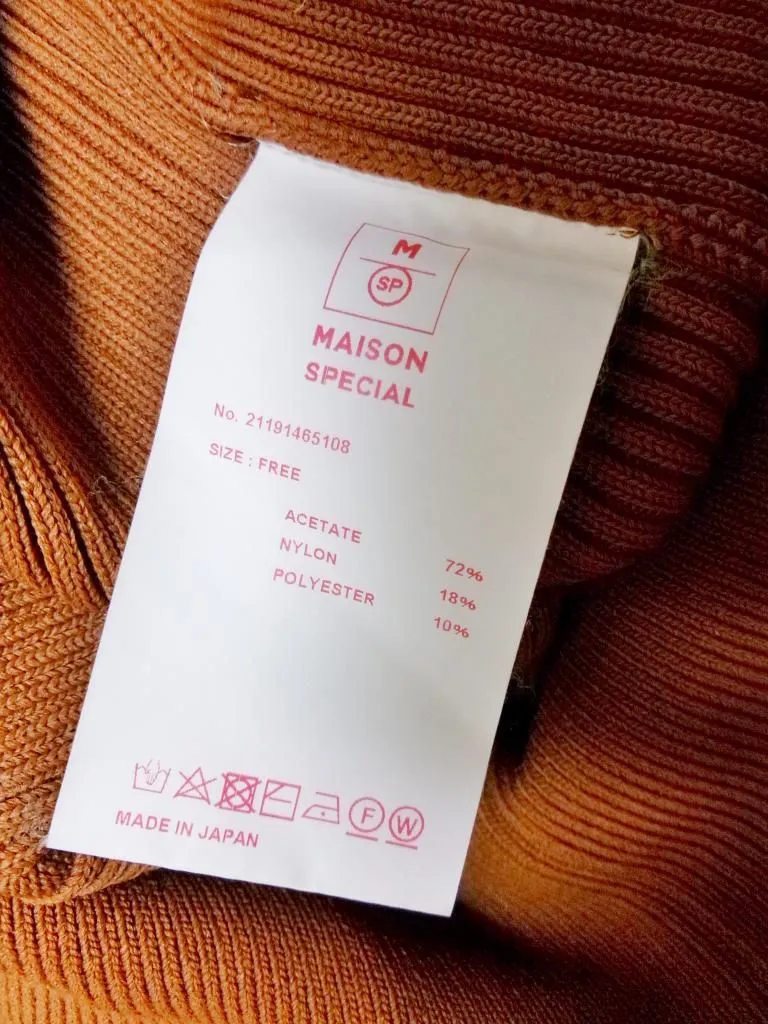 M
SP
MAISON
SPECIAL
No. 21191465108
SIZE : FREE
ACETATE 72%
NYLON 18%
POLYESTER 10%
F W
MADE IN JAPAN